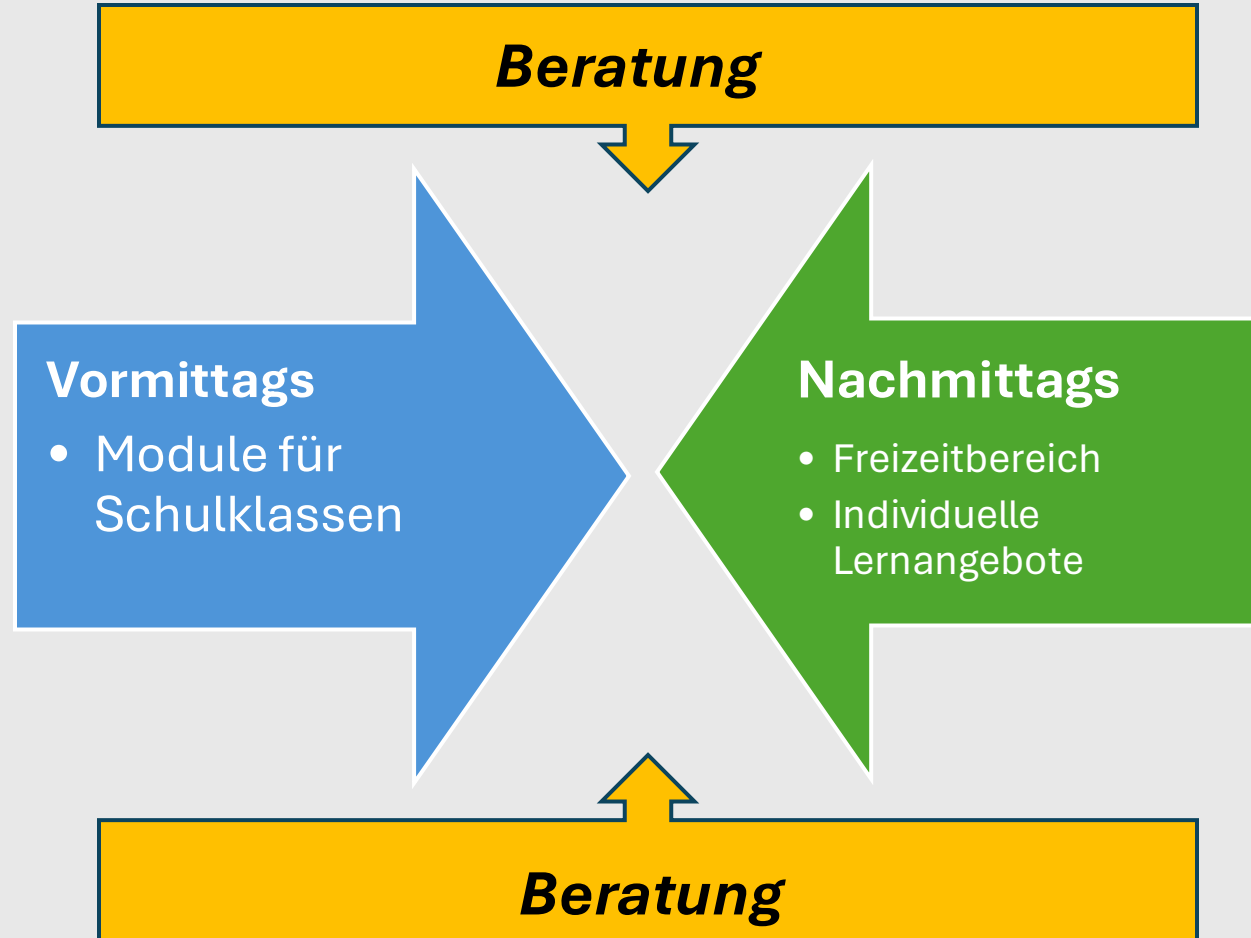 Beratung
Vormittags
• Module für
Schulklassen
Nachmittags
• Freizeitbereich
• Individuelle
Lernangebote
Beratung